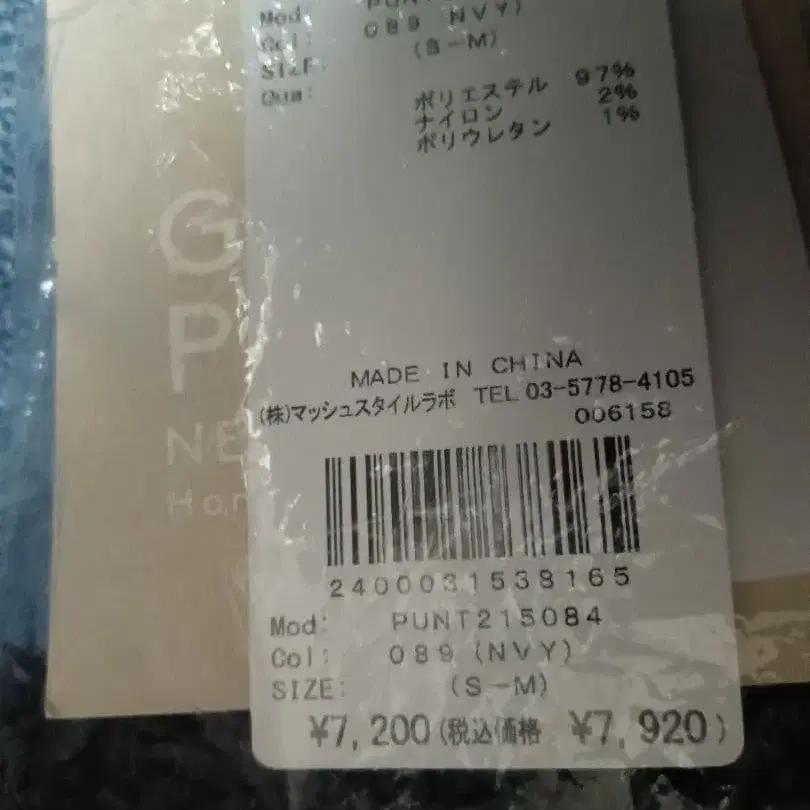 Mod: PUNT
Col: 089 (NVY)
SIZE: (S-M)
Qua: ポリエステル 97%
ナイロン 2%
ポリウレタン 1%
G
P
NE
Hom
MADE IN CHINA
(株)マッシュスタイルラボ TEL 03-5778-4105
006158
2400031538165
Mod: PUNT215084
Col: 089 (NVY)
SIZE: (S-M)
¥7,200(税込価格 ¥7,920)